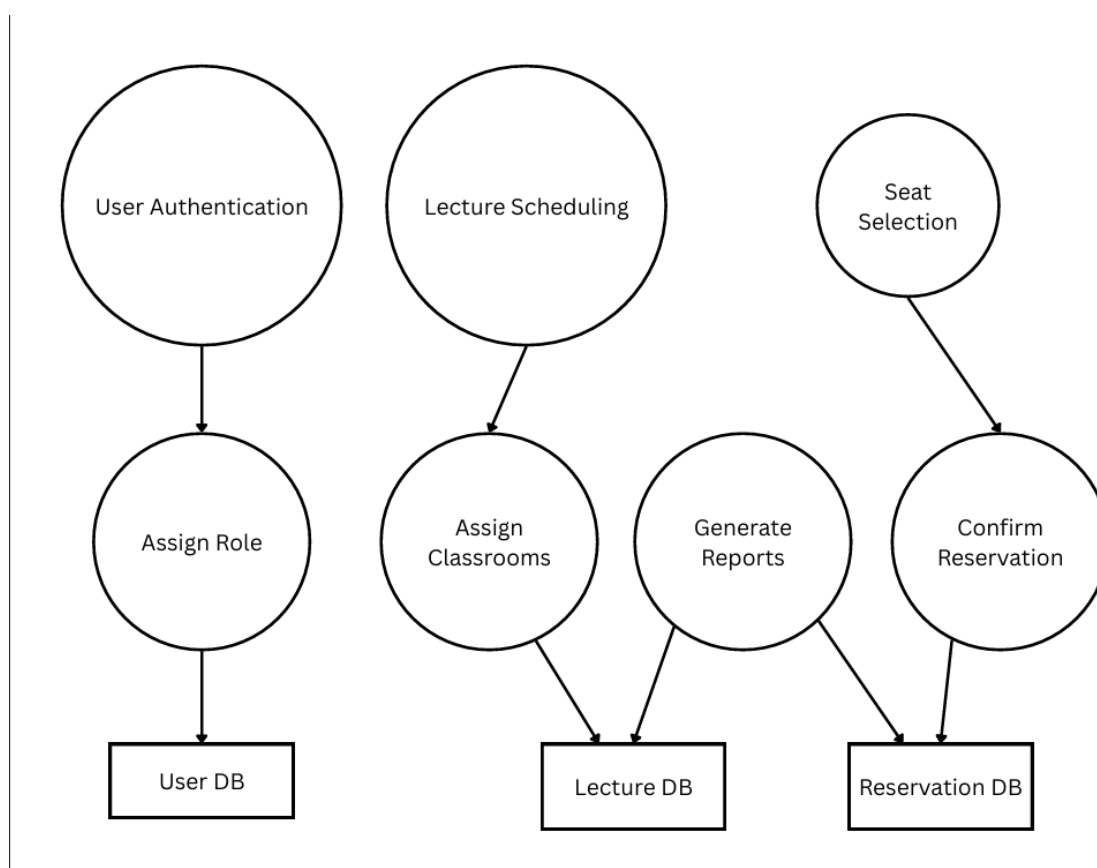 User Authentication
Lecture Scheduling
Seat
Selection
Assign Role
Assign
Classrooms
Generate
Reports
Confirm
Reservation
User DB
Lecture DB
Reservation DB